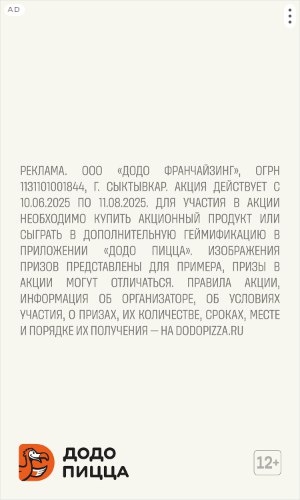 AD
РЕКЛАМА. ООО «ДОДО ФРАНЧАЙЗИНГ», ОГРН
1131101001844, Г. СЫКТЫВКАР. АКЦИЯ ДЕЙСТВУЕТ С
10.06.2025 ПО 11.08.2025. ДЛЯ УЧАСТИЯ В АКЦИИ
НЕОБХОДИМО КУПИТЬ АКЦИОННЫЙ ПРОДУКТ ИЛИ
СЫГРАТЬ В ДОПОЛНИТЕЛЬНУЮ ГЕЙМИФИКАЦИЮ В
ПРИЛОЖЕНИИ «ДОДО ПИЦЦА». ИЗОБРАЖЕНИЯ
ПРИЗОВ ПРЕДСТАВЛЕНЫ ДЛЯ ПРИМЕРА, ПРИЗЫ В
АКЦИИ МОГУТ ОТЛИЧАТЬСЯ. ПРАВИЛА АКЦИИ,
ИНФОРМАЦИЯ ОБ ОРГАНИЗАТОРЕ, ОБ УСЛОВИЯХ
УЧАСТИЯ, О ПРИЗАХ, ИХ КОЛИЧЕСТВЕ, СРОКАХ, МЕСТЕ
И ПОРЯДКЕ ИХ ПОЛУЧЕНИЯ — НА DODOPIZZA.RU
ДОДО
ПИЦЦА
12+